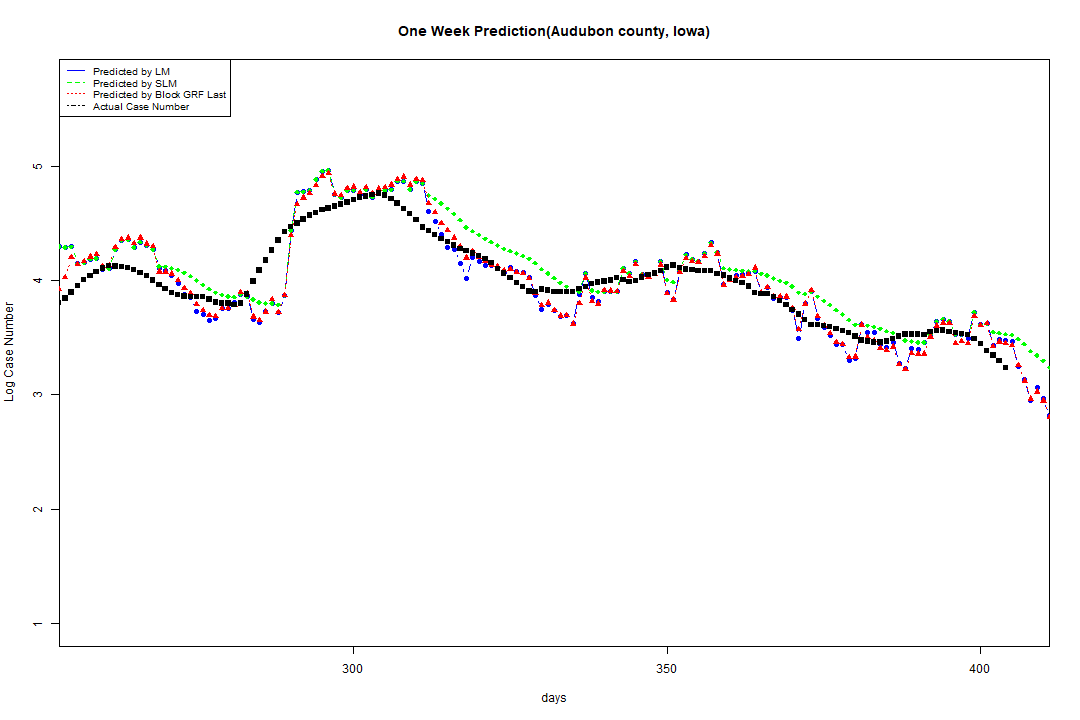 One Week Prediction(Audubon county, Iowa)
Predicted by LM
Predicted by SLM
Predicted by Block GRF Last
Actual Case Number
5
4
3
2
1
Log Case Number
300 350 400
days